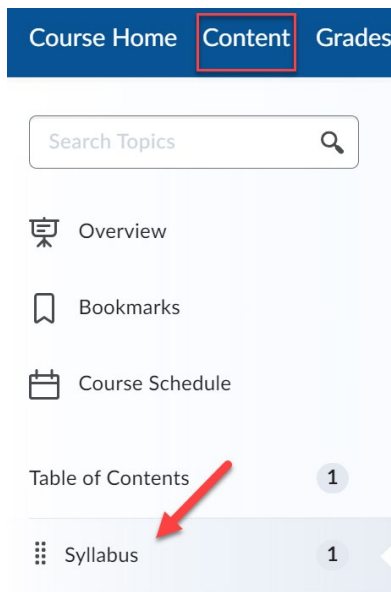 Course Home Content Grades
Search Topics
Overview
Bookmarks
Course Schedule
Table of Contents 1
Syllabus 1